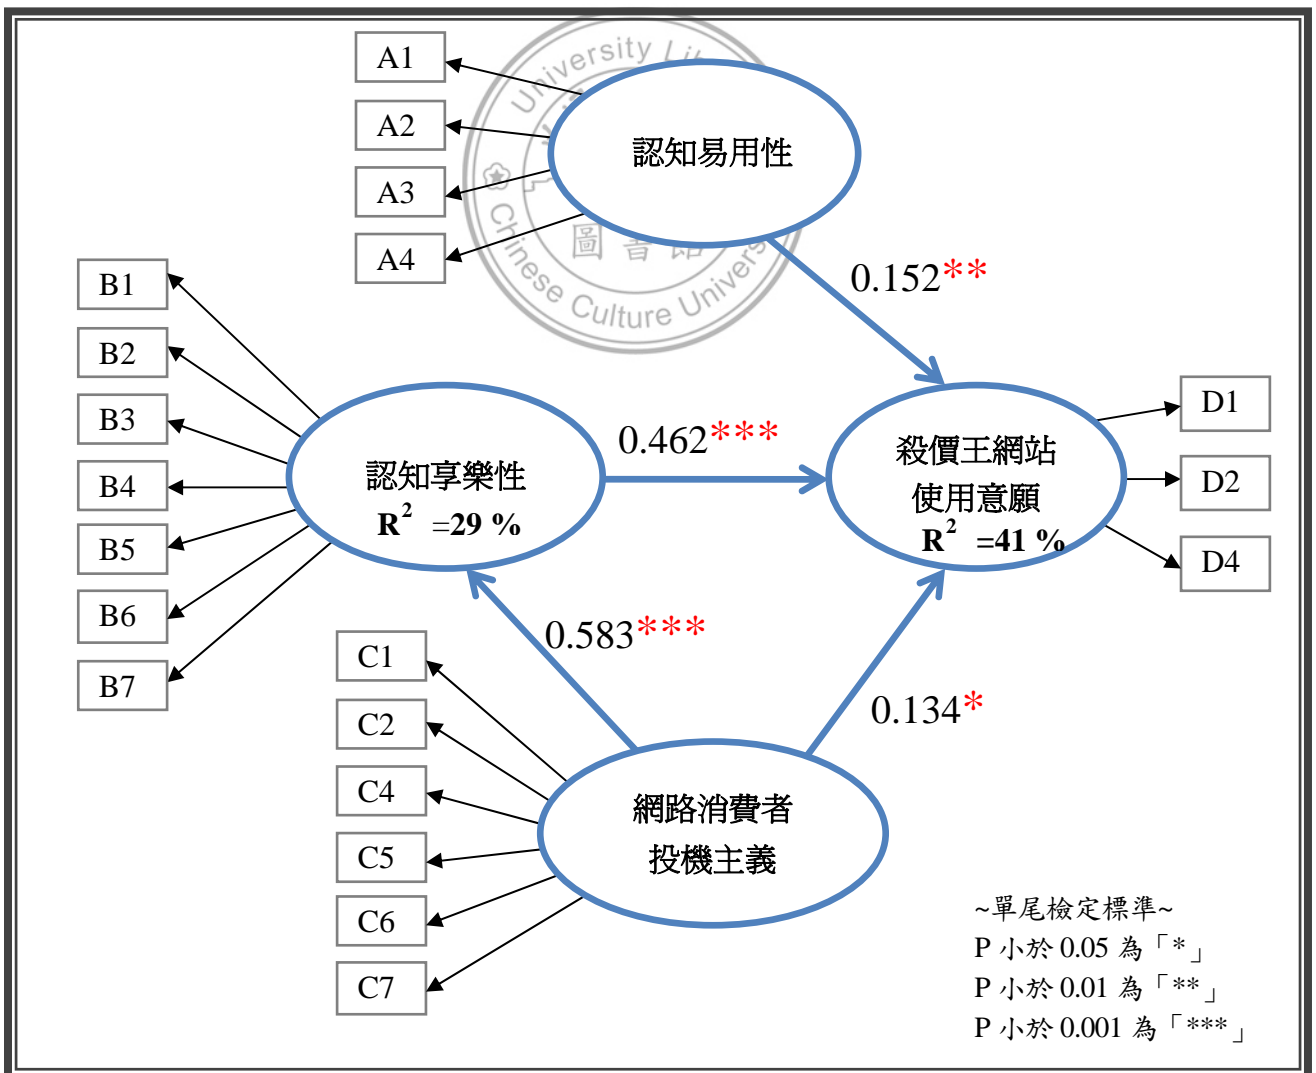 University
A1
A2
認知易用性
A3
A4
圖書館
Chinese Culture University
0.152**
B1
B2
B3
B4
B5
B6
B7
認知享樂性
R² =29 %
0.462***
殺價王網站
使用意願
R² =41 %
D1
D2
D4
0.583***
0.134*
C1
C2
C4
C5
C6
C7
網路消費者
投機主義
~單尾檢定標準~
P 小於 0.05 為「*」
P 小於 0.01 為「**」
P 小於 0.001 為「***」